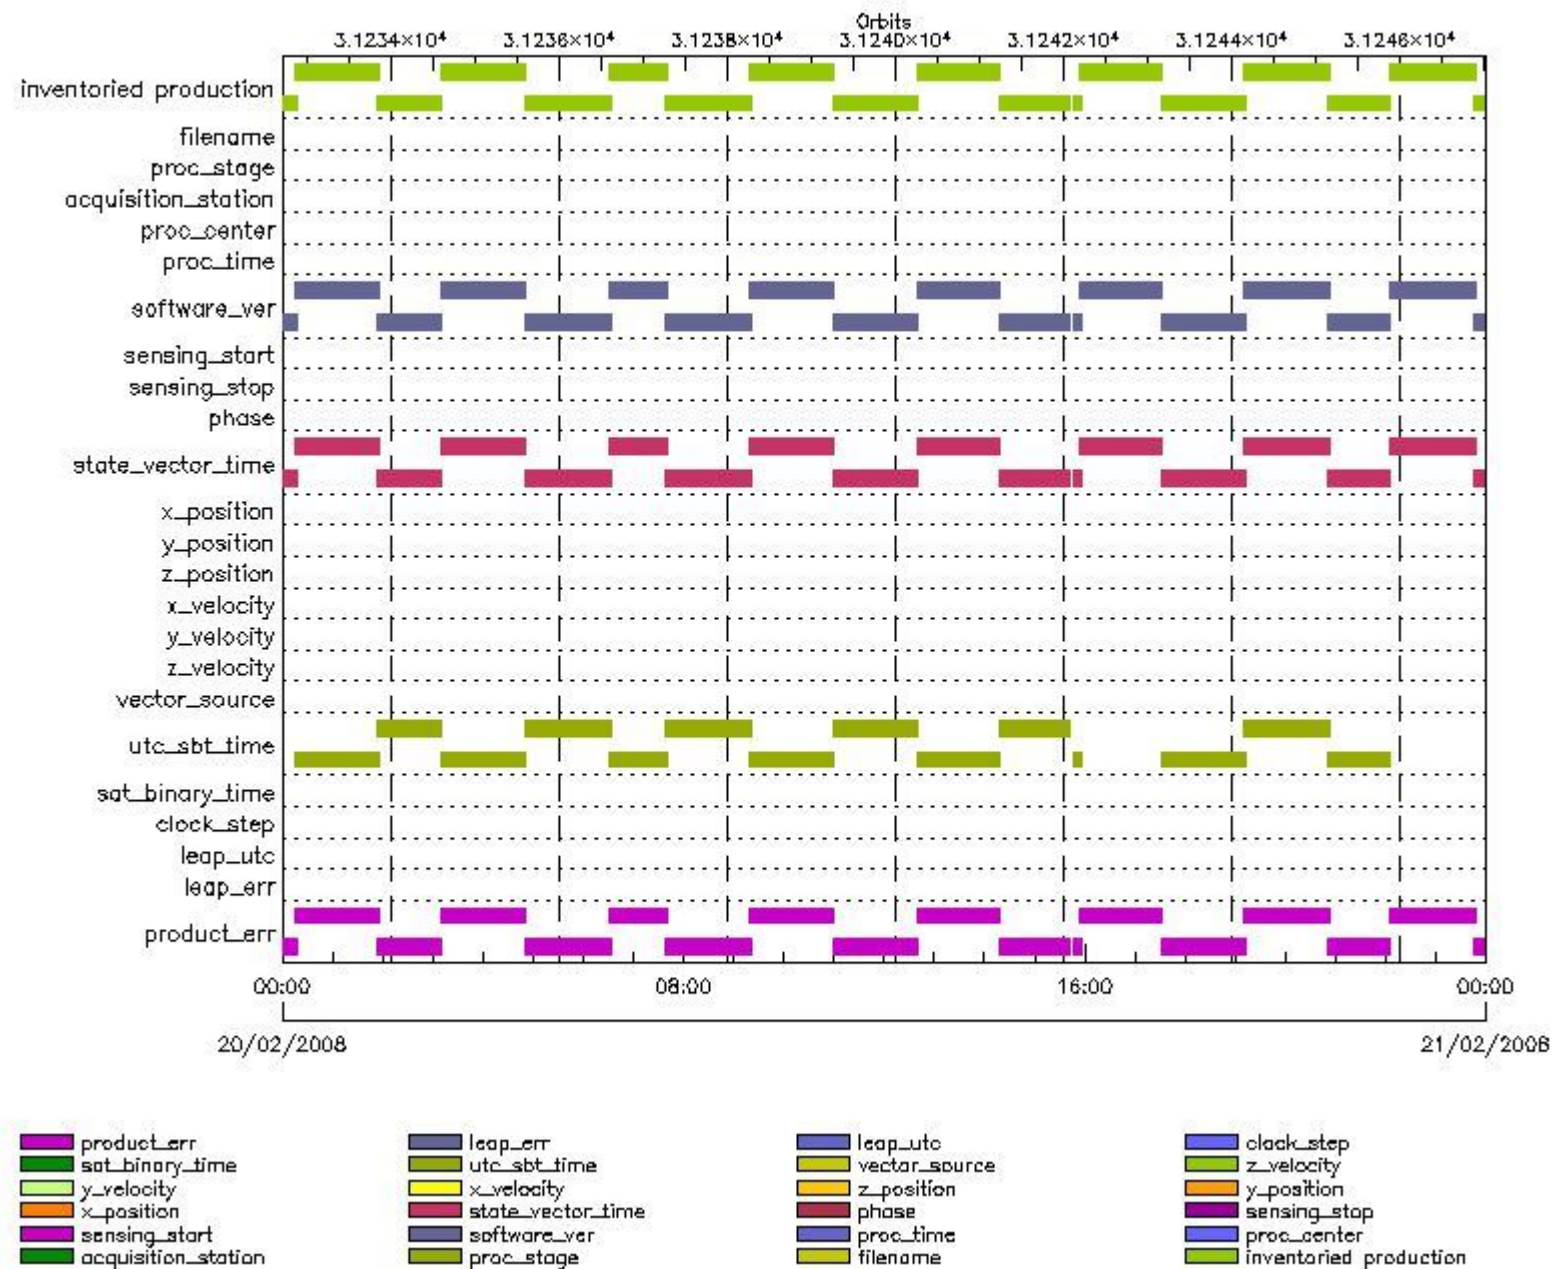 Orbits
3.1234×10⁴ 3.1236×10⁴ 3.1238×10⁴ 3.1240×10⁴ 3.1242×10⁴ 3.1244×10⁴ 3.1246×10⁴
inventoried production
filename
proc_stage
acquisition_station
proc_center
proc_time
software_ver
sensing_start
sensing_stop
phase
state_vector_time
x_position
y_position
z_position
x_velocity
y_velocity
z_velocity
vector_source
utc_sbt_time
sat_binary_time
clock_step
leap_utc
leap_err
product_err
00:00 08:00 16:00 00:00
20/02/2008 21/02/2008
product_err leap_err leap_utc clock_step
sat_binary_time utc_sbt_time vector_source z_velocity
y_velocity x_velocity z_position y_position
x_position state_vector_time phase sensing_stop
sensing_start software_ver proc_time proc_center
acquisition_station proc_stage filename inventoried production